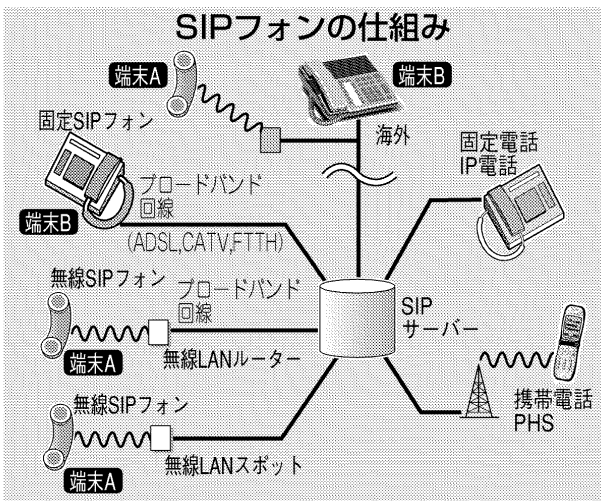 SIPフォンの仕組み
端末A
端末B
海外
固定SIPフォン
端末B
ブロードバンド
回線
(ADSL,CATV,FTTH)
固定電話
IP電話
無線SIPフォン
ブロードバンド
回線
端末A
無線LANルーター
SIP
サーバー
無線SIPフォン
端末A
無線LANスポット
携帯電話
PHS